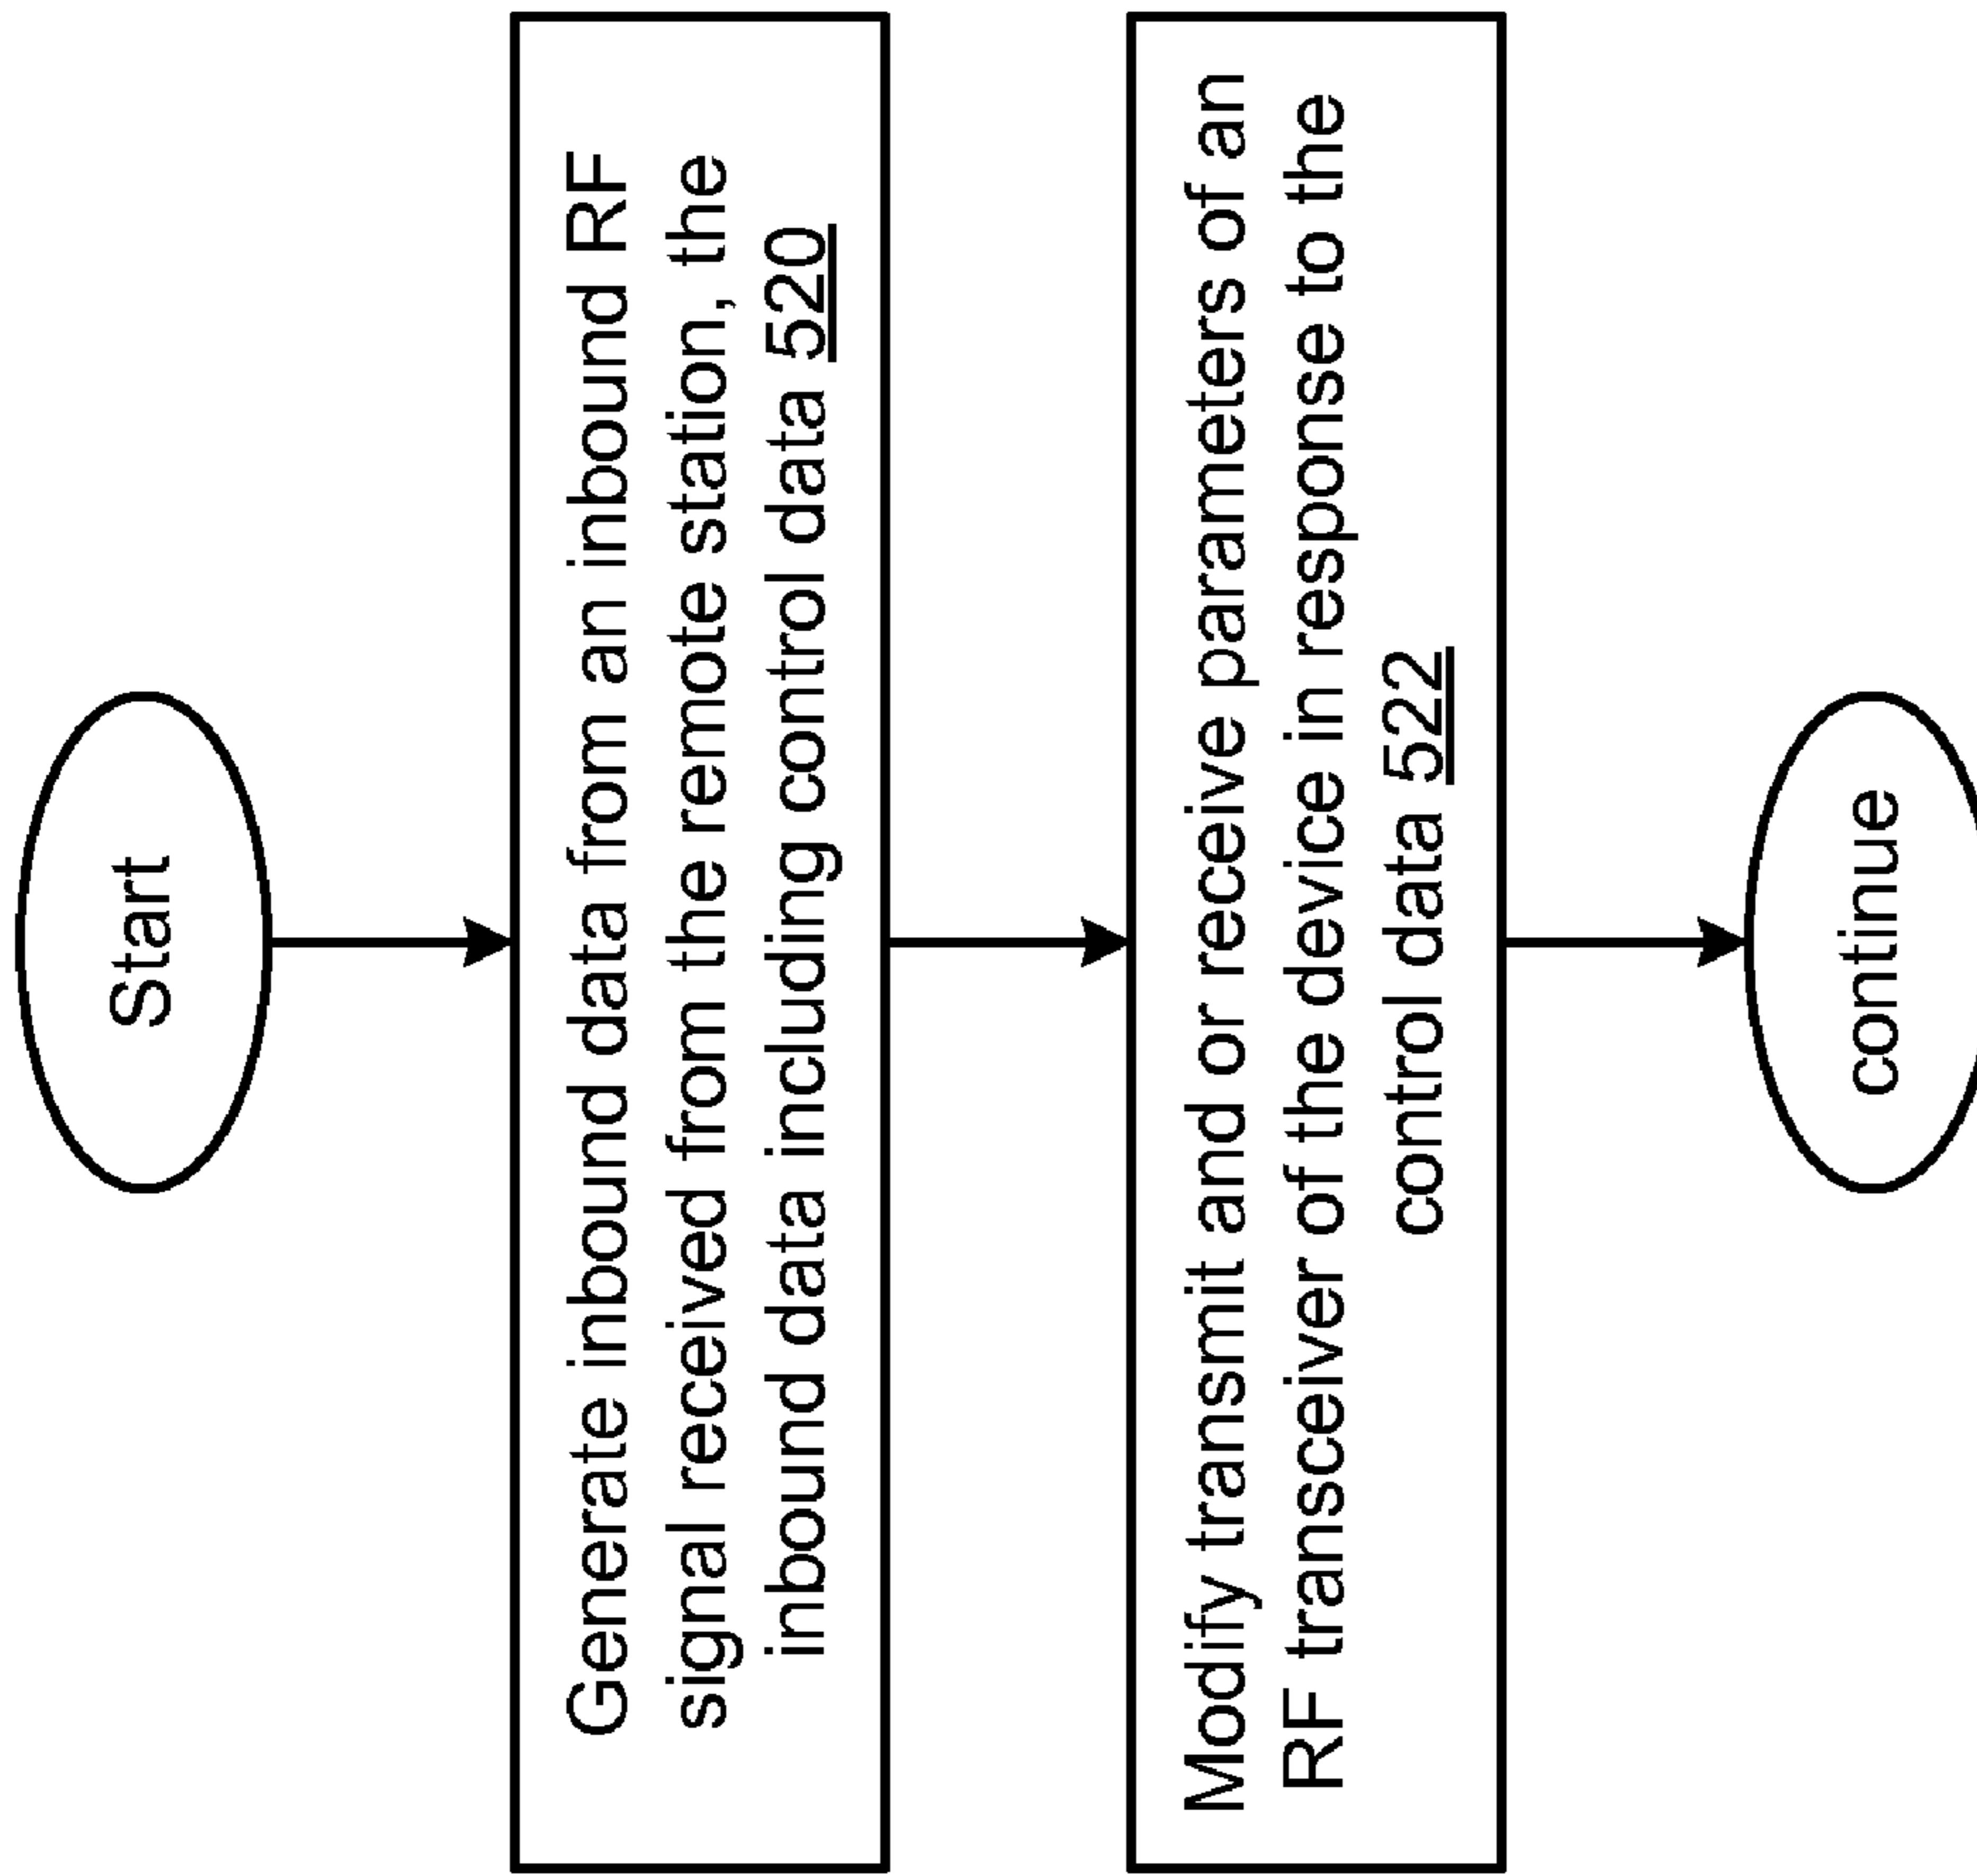 Start
Generate inbound data from an inbound RF
signal received from the remote station, the
inbound data including control data 520
Modify transmit and or receive parameters of an
RF transceiver of the device in response to the
control data 522
continue